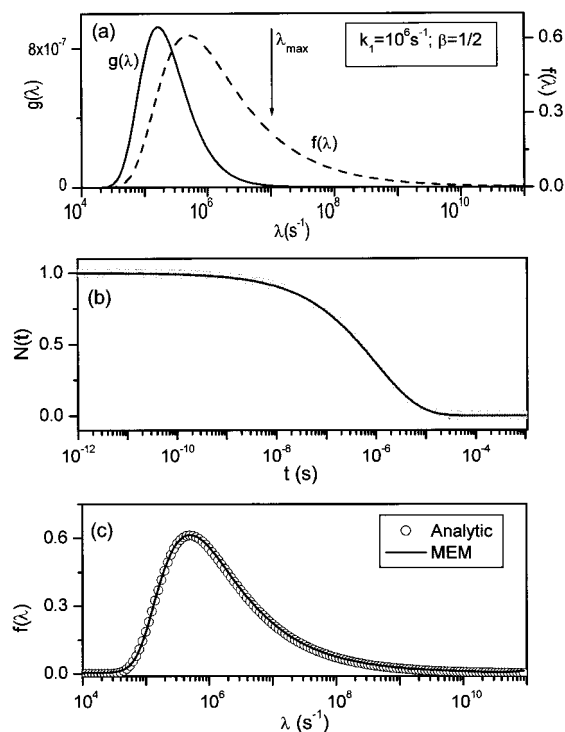 (a)
λmax
k₁=10⁶s⁻¹; β=1/2
8x10⁻⁷
0
g(λ)
g(λ)
f(λ)
0.6
0.3
0.0
f(λ)
10⁴ 10⁶ 10⁸ 10¹⁰
λ(s⁻¹)
(b)
1.0
0.5
0.0
N(t)
10⁻¹² 10⁻¹⁰ 10⁻⁸ 10⁻⁶ 10⁻⁴
t (s)
(c)
Analytic
MEM
0.6
0.3
0.0
f(λ)
10⁴ 10⁶ 10⁸ 10¹⁰
λ (s⁻¹)